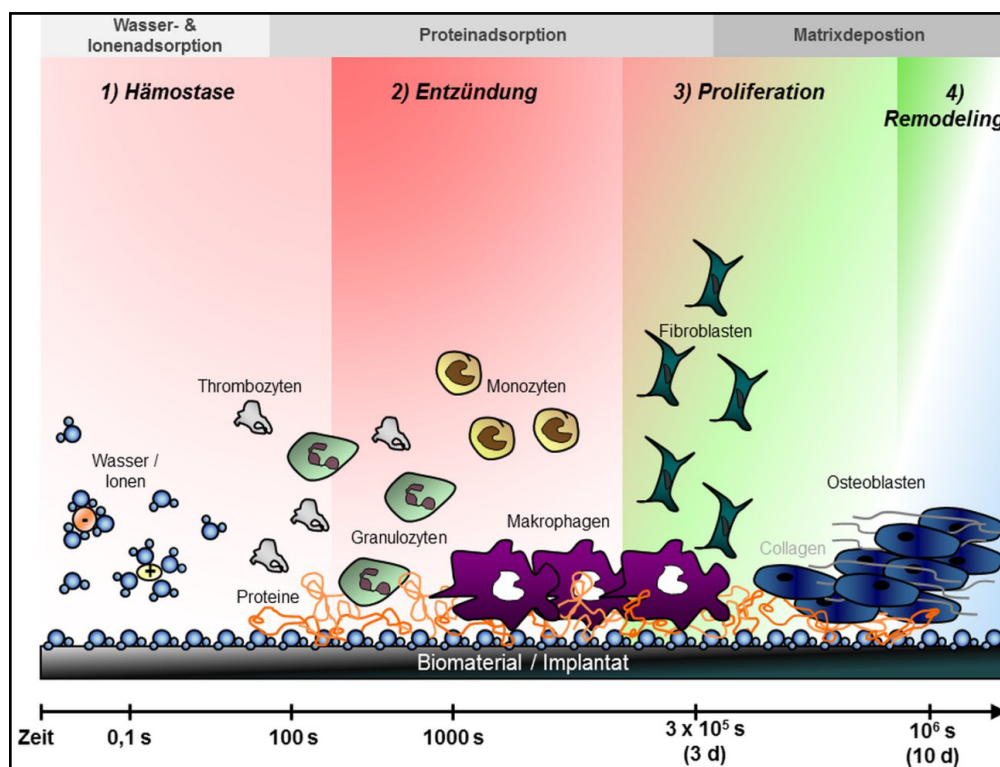 Wasser- &
Ionenadsorption
Proteinadsorption
Matrixdepostion
1) Hämostase
2) Entzündung
3) Proliferation
4)
Remodeling
Fibroblasten
Thrombozyten
Monozyten
Wasser /
Ionen
Osteoblasten
Makrophagen
Granulozyten
Collagen
Proteine
-
+
Biomaterial / Implantat
Zeit
0,1 s
100 s
1000 s
3 x 10⁵ s
(3 d)
10⁶ s
(10 d)